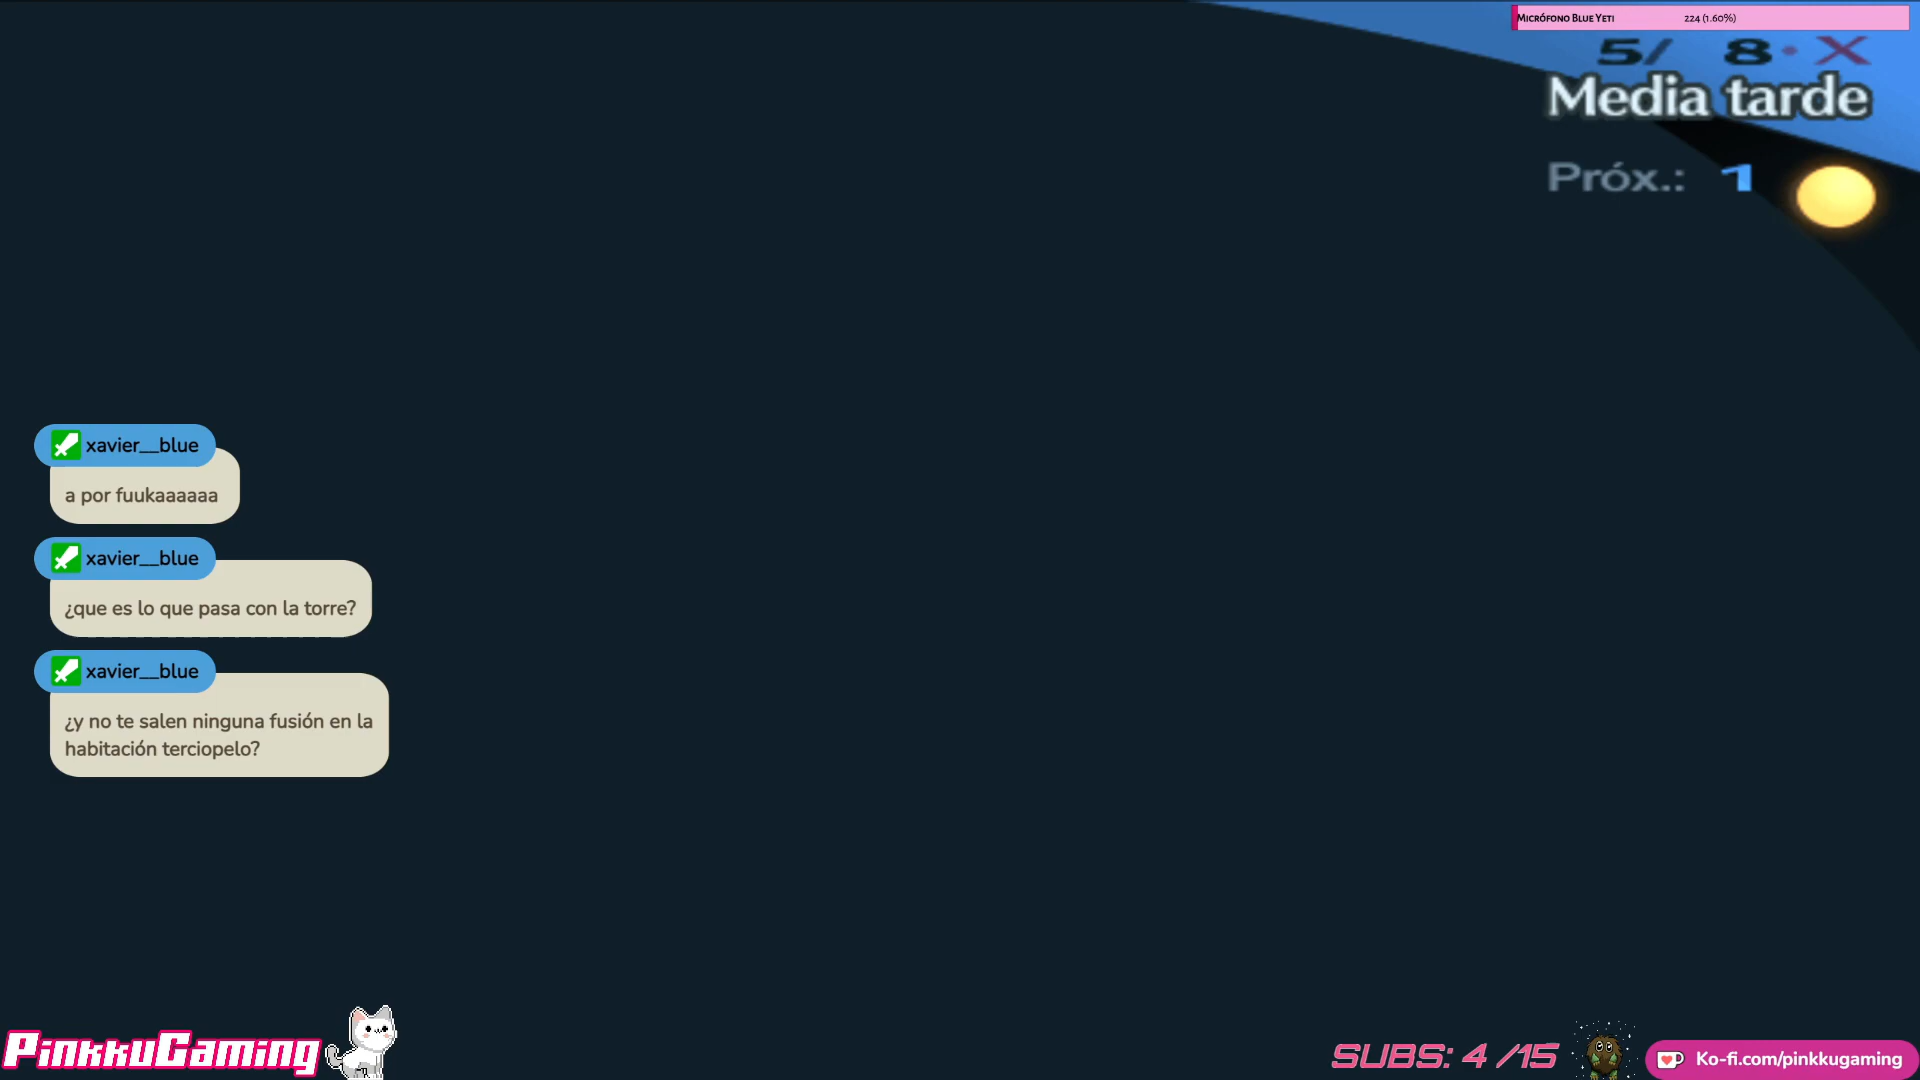 Micrófono Blue Yeti 224 (1.60%)
5/ 8 · X
Media tarde
Próx.: 1
xavier__blue
a por fuukaaaaaa
xavier__blue
¿que es lo que pasa con la torre?
xavier__blue
¿y no te salen ninguna fusión en la
habitación terciopelo?
PinkkuGaming
SUBS: 4 /15
Ko-fi.com/pinkkugaming